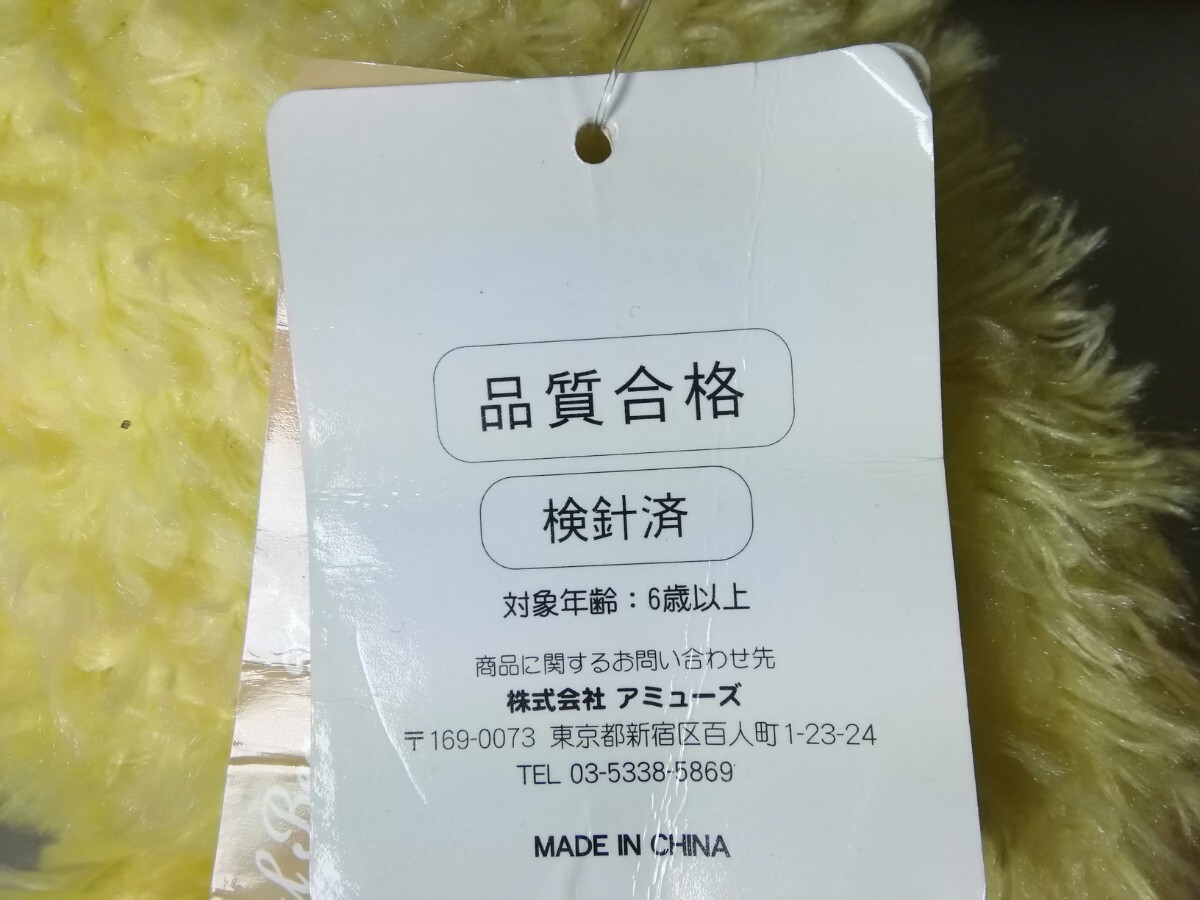 品質合格
検針済
対象年齢：6歳以上
商品に関するお問い合わせ先
株式会社 アミューズ
〒169-0073 東京都新宿区百人町1-23-24
TEL 03-5338-5869
MADE IN CHINA